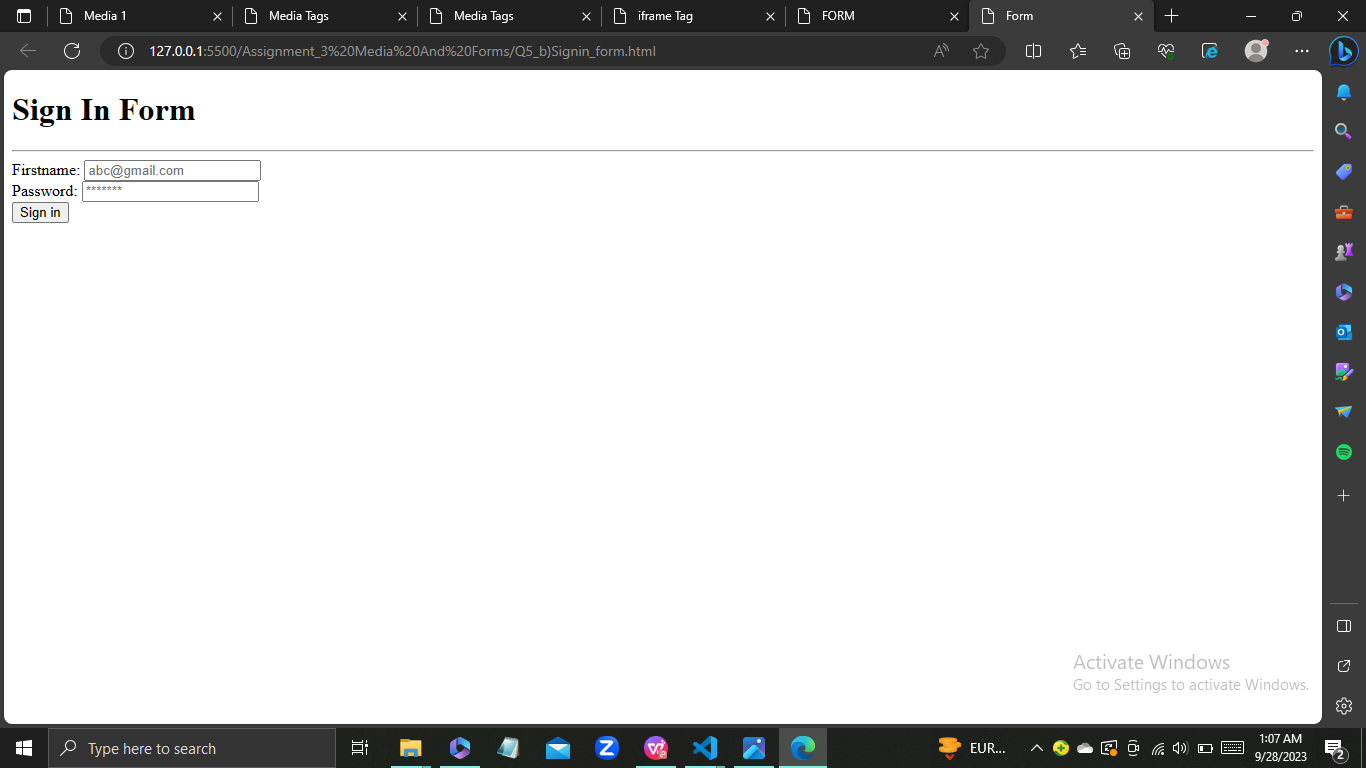 Media 1
Media Tags
Media Tags
iframe Tag
FORM
Form
127.0.0.1:5500/Assignment_3%20Media%20And%20Forms/Q5_b)Signin_form.html
Sign In Form
Firstname: abc@gmail.com
Password: *******
Sign in
Activate Windows
Go to Settings to activate Windows.
Type here to search
EUR...
1:07 AM
9/28/2023
2